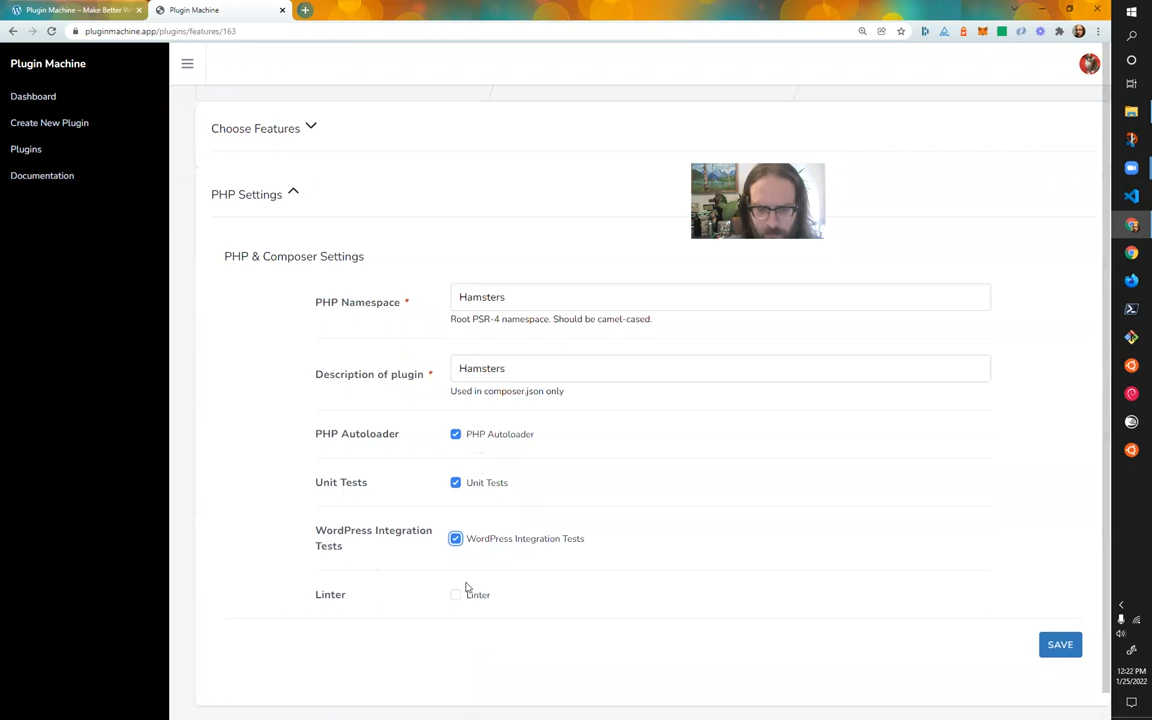 Plugin Machine – Make Better W
Plugin Machine
pluginmachine.app/plugins/features/163
Plugin Machine
Dashboard
Create New Plugin
Plugins
Documentation
Choose Features
PHP Settings
PHP & Composer Settings
PHP Namespace *
Hamsters
Root PSR-4 namespace. Should be camel-cased.
Description of plugin *
Hamsters
Used in composer.json only
PHP Autoloader
PHP Autoloader
Unit Tests
Unit Tests
WordPress Integration
Tests
WordPress Integration Tests
Linter
Linter
SAVE
12:22 PM
1/25/2022